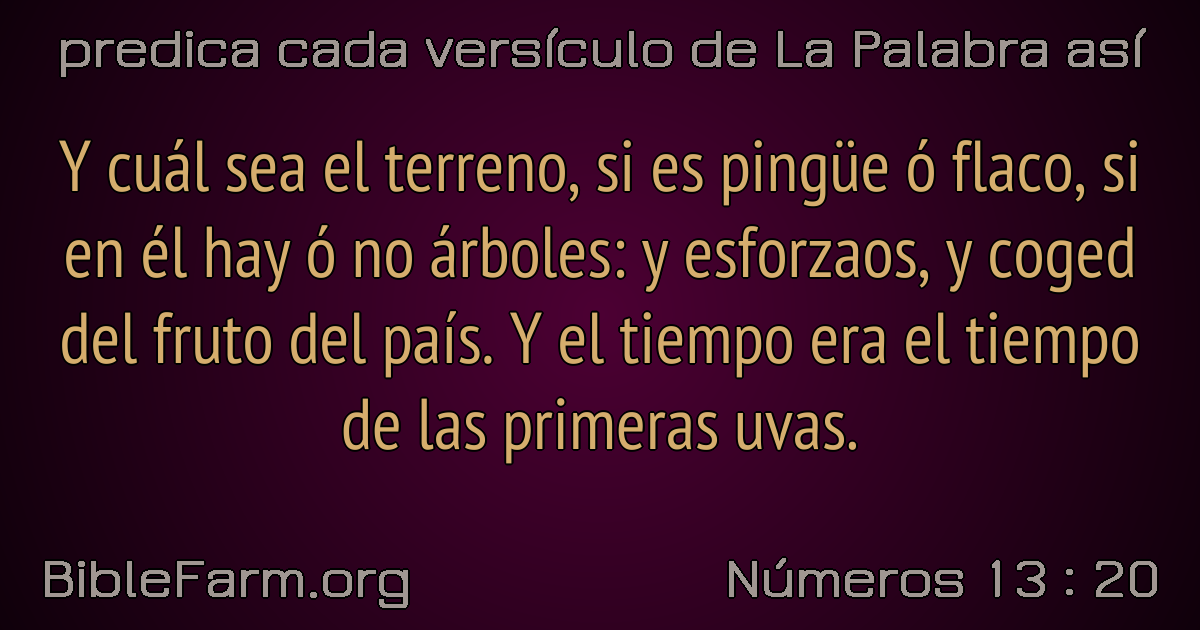 predica cada versículo de La Palabra así
Y cuál sea el terreno, si es pingüe ó flaco, si
en él hay ó no árboles: y esforzaos, y coged
del fruto del país. Y el tiempo era el tiempo
de las primeras uvas.
BibleFarm.org
Números 13 : 20